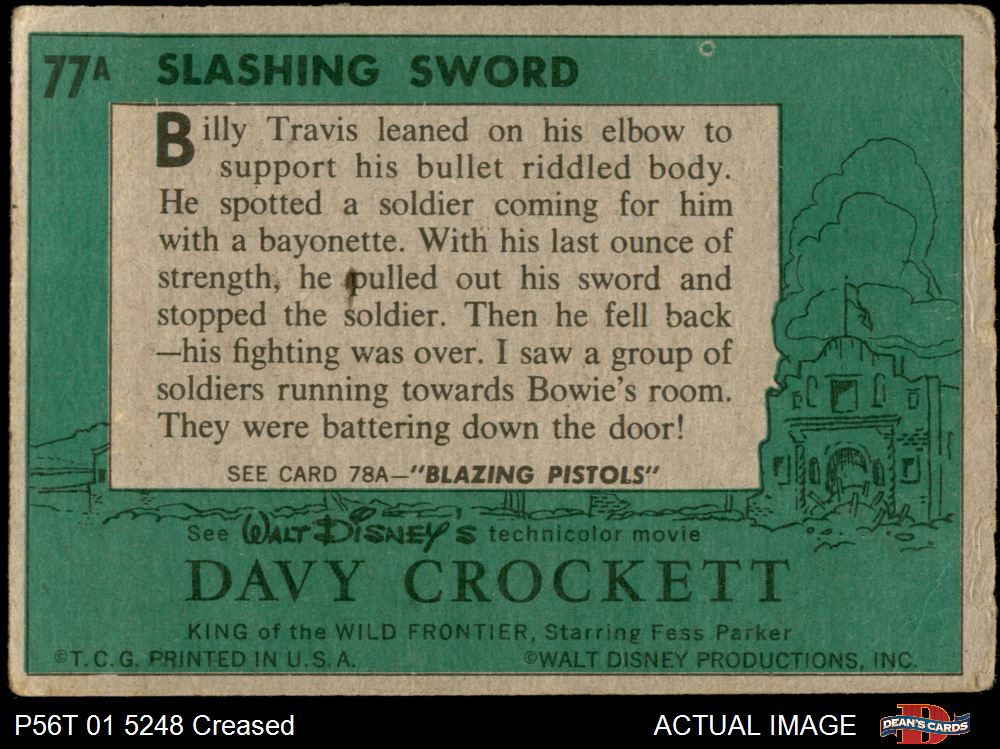 77A SLASHING SWORD
Billy Travis leaned on his elbow to
support his bullet riddled body.
He spotted a soldier coming for him
with a bayonette. With his last ounce of
strength, he pulled out his sword and
stopped the soldier. Then he fell back
—his fighting was over. I saw a group of
soldiers running towards Bowie's room.
They were battering down the door!
SEE CARD 78A—"BLAZING PISTOLS"
See WALT DISNEY'S technicolor movie
DAVY CROCKETT
KING of the WILD FRONTIER, Starring Fess Parker
©T.C.G. PRINTED IN U.S.A. ©WALT DISNEY PRODUCTIONS, INC.
P56T 01 5248 Creased ACTUAL IMAGE DEAN'S CARDS